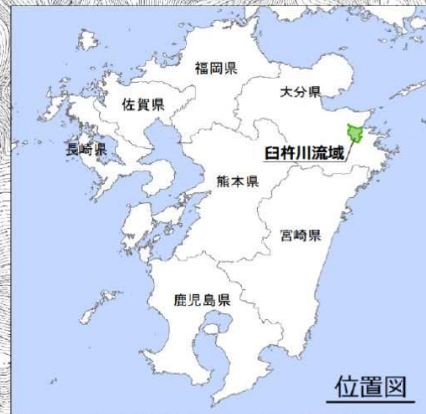 福岡県
大分県
佐賀県
長崎県
臼杵川流域
熊本県
宮崎県
鹿児島県
位置図